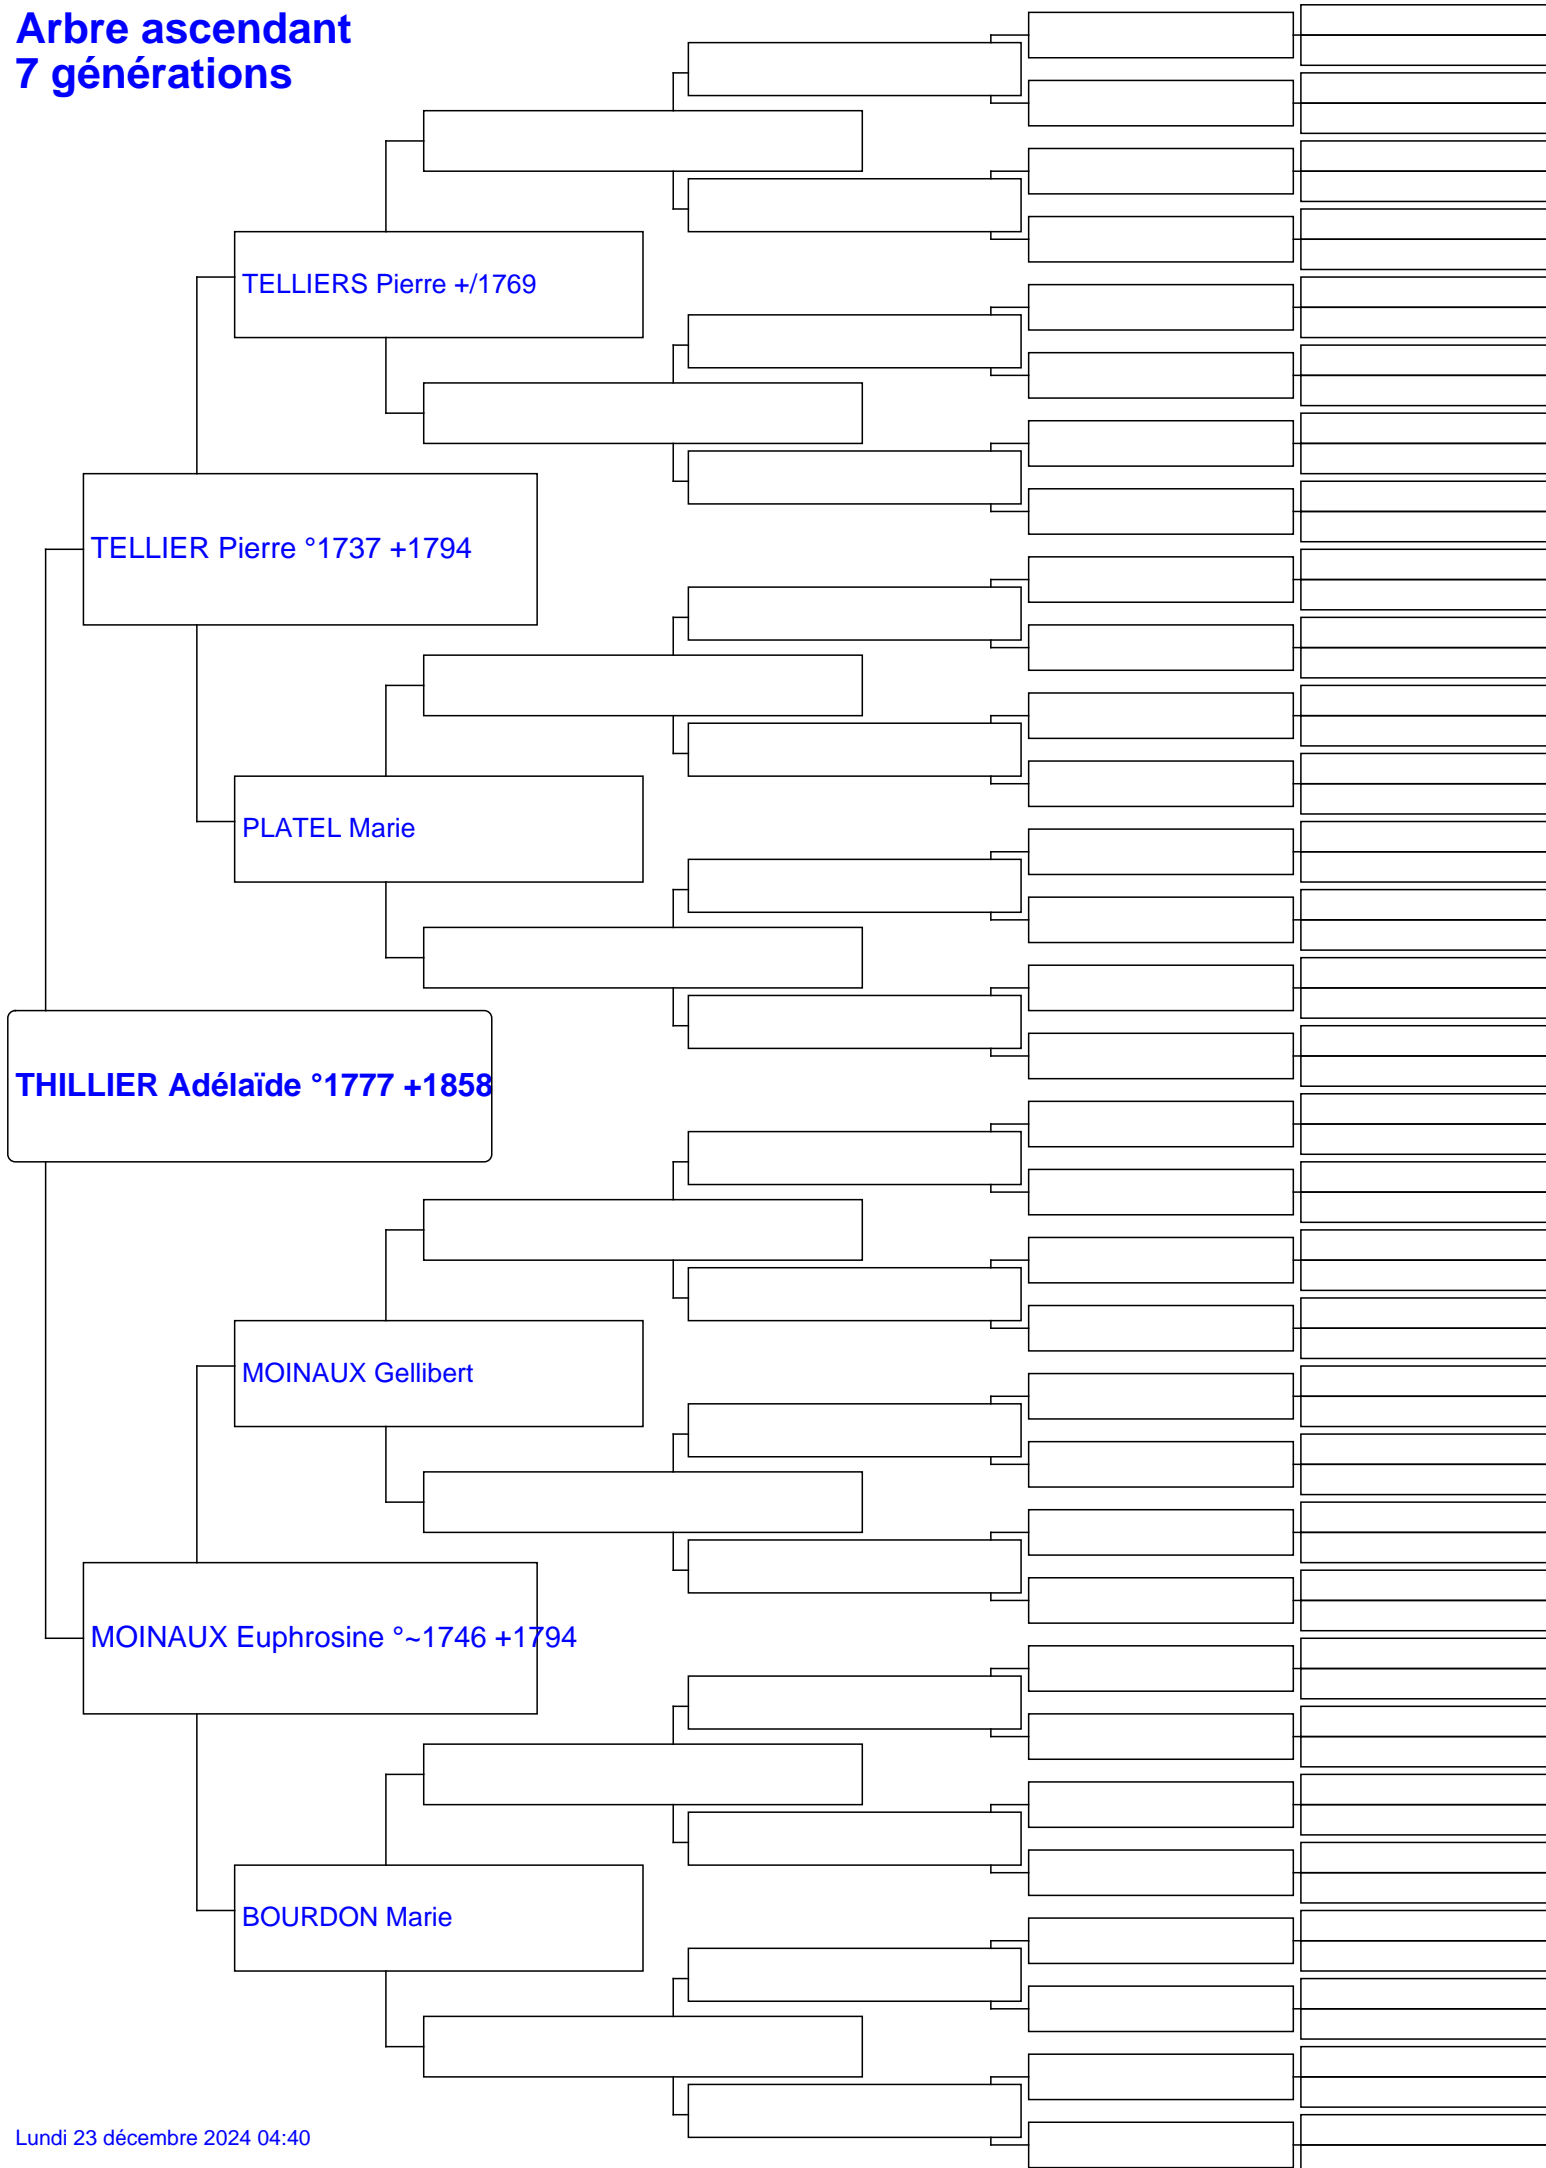 Arbre ascendant
7 générations
TELLIERS Pierre +/1769
TELLIER Pierre °1737 +1794
PLATEL Marie
THILLIER Adélaïde °1777 +1858
MOINAUX Gellibert
MOINAUX Euphrosine °~1746 +1794
BOURDON Marie
Lundi 23 décembre 2024 04:40